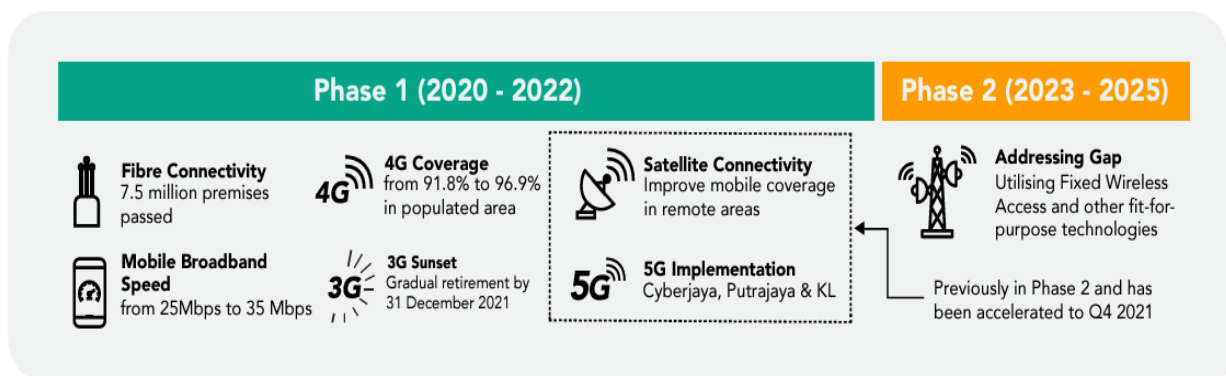 Phase 1 (2020 - 2022)
Phase 2 (2023 - 2025)
Fibre Connectivity
7.5 million premises
passed
4G
4G Coverage
from 91.8% to 96.9%
in populated area
Satellite Connectivity
Improve mobile coverage
in remote areas
Addressing Gap
Utilising Fixed Wireless
Access and other fit-for-
purpose technologies
Mobile Broadband
Speed
from 25Mbps to 35 Mbps
3G
3G Sunset
Gradual retirement by
31 December 2021
5G
5G Implementation
Cyberjaya, Putrajaya & KL
Previously in Phase 2 and has
been accelerated to Q4 2021